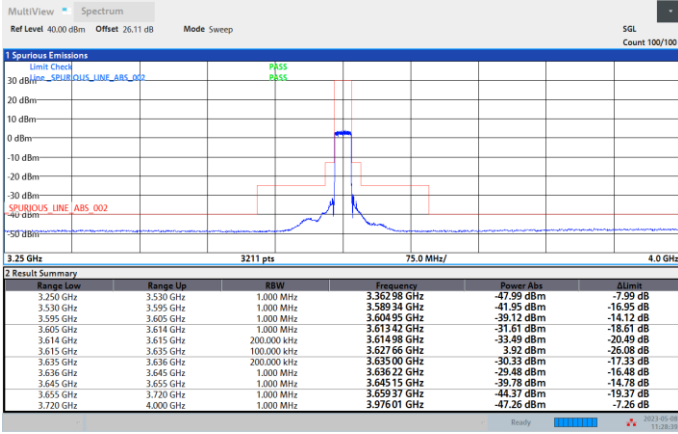 MultiView Spectrum
Ref Level 40.00 dBm Offset 26.11 dB Mode Sweep SGL
Count 100/100
1 Spurious Emissions
Limit Check PASS
Line _SPURIOUS_LINE_ABS_002 PASS
30 dBm
20 dBm
10 dBm
0 dBm
-10 dBm
-20 dBm
-30 dBm
SPURIOUS_LINE_ABS_002
-40 dBm
-50 dBm
3.25 GHz 3211 pts 75.0 MHz/ 4.0 GHz
2 Result Summary
Range Low Range Up RBW Frequency Power Abs ΔLimit
3.250 GHz 3.530 GHz 1.000 MHz 3.362 98 GHz -47.99 dBm -7.99 dB
3.530 GHz 3.595 GHz 1.000 MHz 3.589 34 GHz -41.95 dBm -16.95 dB
3.595 GHz 3.605 GHz 1.000 MHz 3.604 95 GHz -39.12 dBm -14.12 dB
3.605 GHz 3.614 GHz 1.000 MHz 3.613 42 GHz -31.61 dBm -18.61 dB
3.614 GHz 3.615 GHz 200.000 kHz 3.614 98 GHz -33.49 dBm -20.49 dB
3.615 GHz 3.635 GHz 100.000 kHz 3.627 66 GHz 3.92 dBm -26.08 dB
3.635 GHz 3.636 GHz 200.000 kHz 3.635 00 GHz -30.33 dBm -17.33 dB
3.636 GHz 3.645 GHz 1.000 MHz 3.636 22 GHz -29.48 dBm -16.48 dB
3.645 GHz 3.655 GHz 1.000 MHz 3.645 15 GHz -39.78 dBm -14.78 dB
3.655 GHz 3.720 GHz 1.000 MHz 3.659 37 GHz -44.37 dBm -19.37 dB
3.720 GHz 4.000 GHz 1.000 MHz 3.976 01 GHz -47.26 dBm -7.26 dB
Ready 2023-05-08
11:28:39